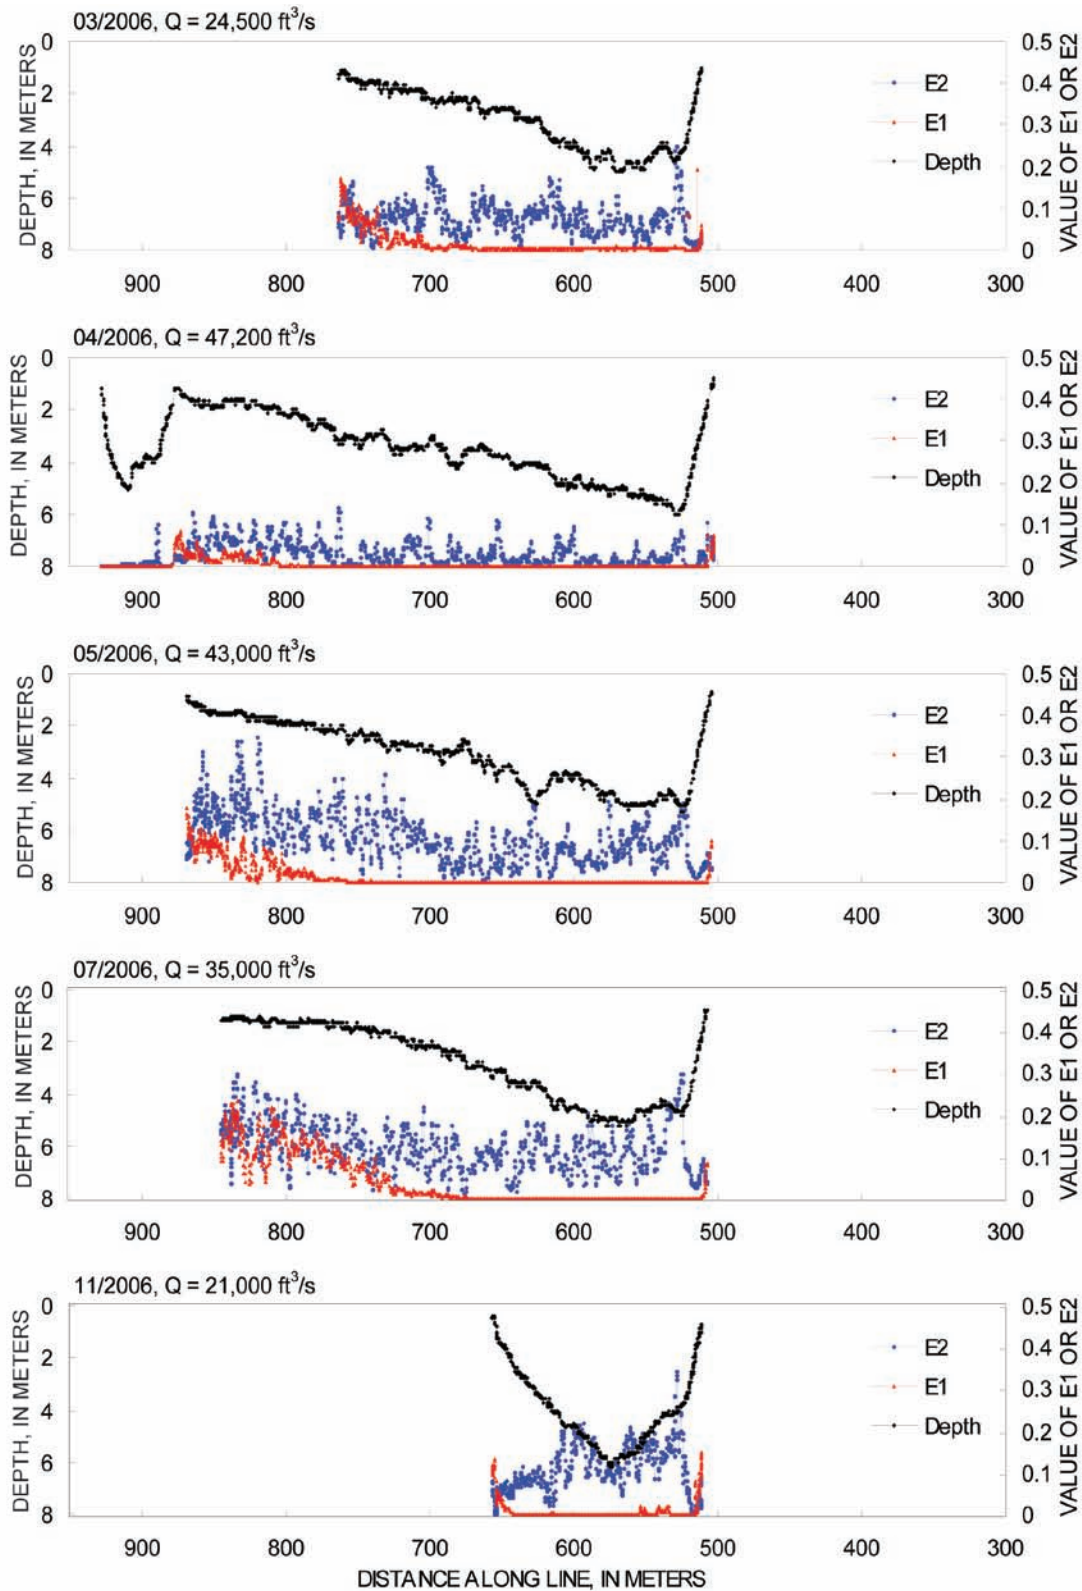 03/2006, Q = 24,500 ft³/s
DEPTH, IN METERS
0
2
4
6
8
0.5
0.4
0.3
0.2
0.1
0
VALUE OF E1 OR E2
E2
E1
Depth
900 800 700 600 500 400 300
04/2006, Q = 47,200 ft³/s
DEPTH, IN METERS
0
2
4
6
8
0.5
0.4
0.3
0.2
0.1
0
VALUE OF E1 OR E2
E2
E1
Depth
900 800 700 600 500 400 300
05/2006, Q = 43,000 ft³/s
DEPTH, IN METERS
0
2
4
6
8
0.5
0.4
0.3
0.2
0.1
0
VALUE OF E1 OR E2
E2
E1
Depth
900 800 700 600 500 400 300
07/2006, Q = 35,000 ft³/s
DEPTH, IN METERS
0
2
4
6
8
0.5
0.4
0.3
0.2
0.1
0
VALUE OF E1 OR E2
E2
E1
Depth
900 800 700 600 500 400 300
11/2006, Q = 21,000 ft³/s
DEPTH, IN METERS
0
2
4
6
8
0.5
0.4
0.3
0.2
0.1
0
VALUE OF E1 OR E2
E2
E1
Depth
900 800 700 600 500 400 300
DISTANCE ALONG LINE, IN METERS